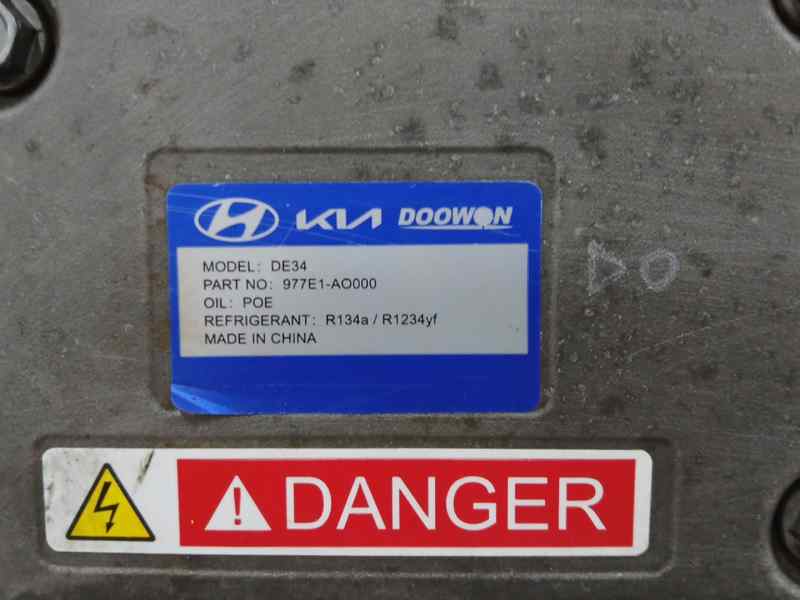 KIA DOOWON
MODEL: DE34
PART NO: 977E1-AO000
OIL: POE
REFRIGERANT: R134a / R1234yf
MADE IN CHINA
DANGER